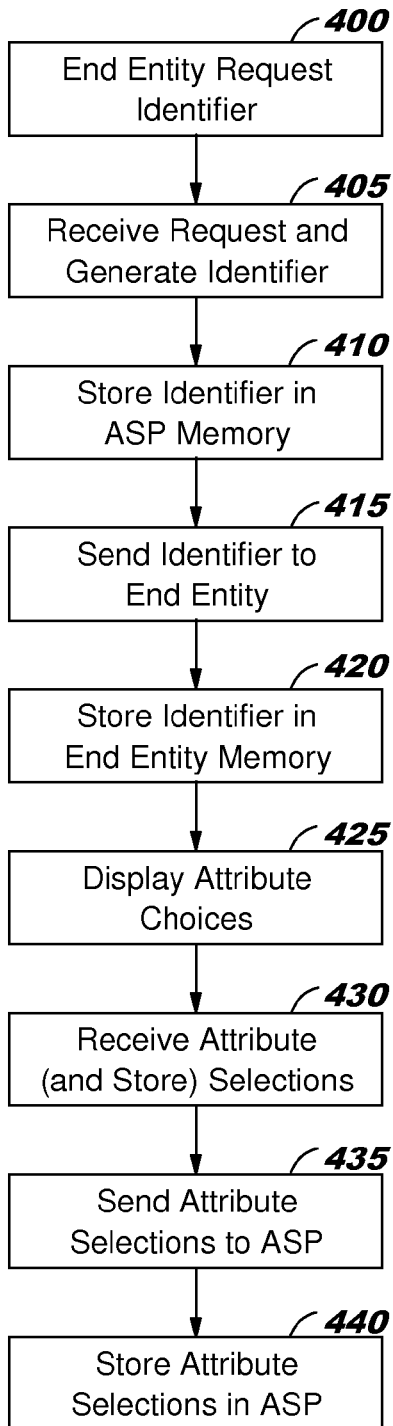 400
End Entity Request
Identifier
405
Receive Request and
Generate Identifier
410
Store Identifier in
ASP Memory
415
Send Identifier to
End Entity
420
Store Identifier in
End Entity Memory
425
Display Attribute
Choices
430
Receive Attribute
(and Store) Selections
435
Send Attribute
Selections to ASP
440
Store Attribute
Selections in ASP